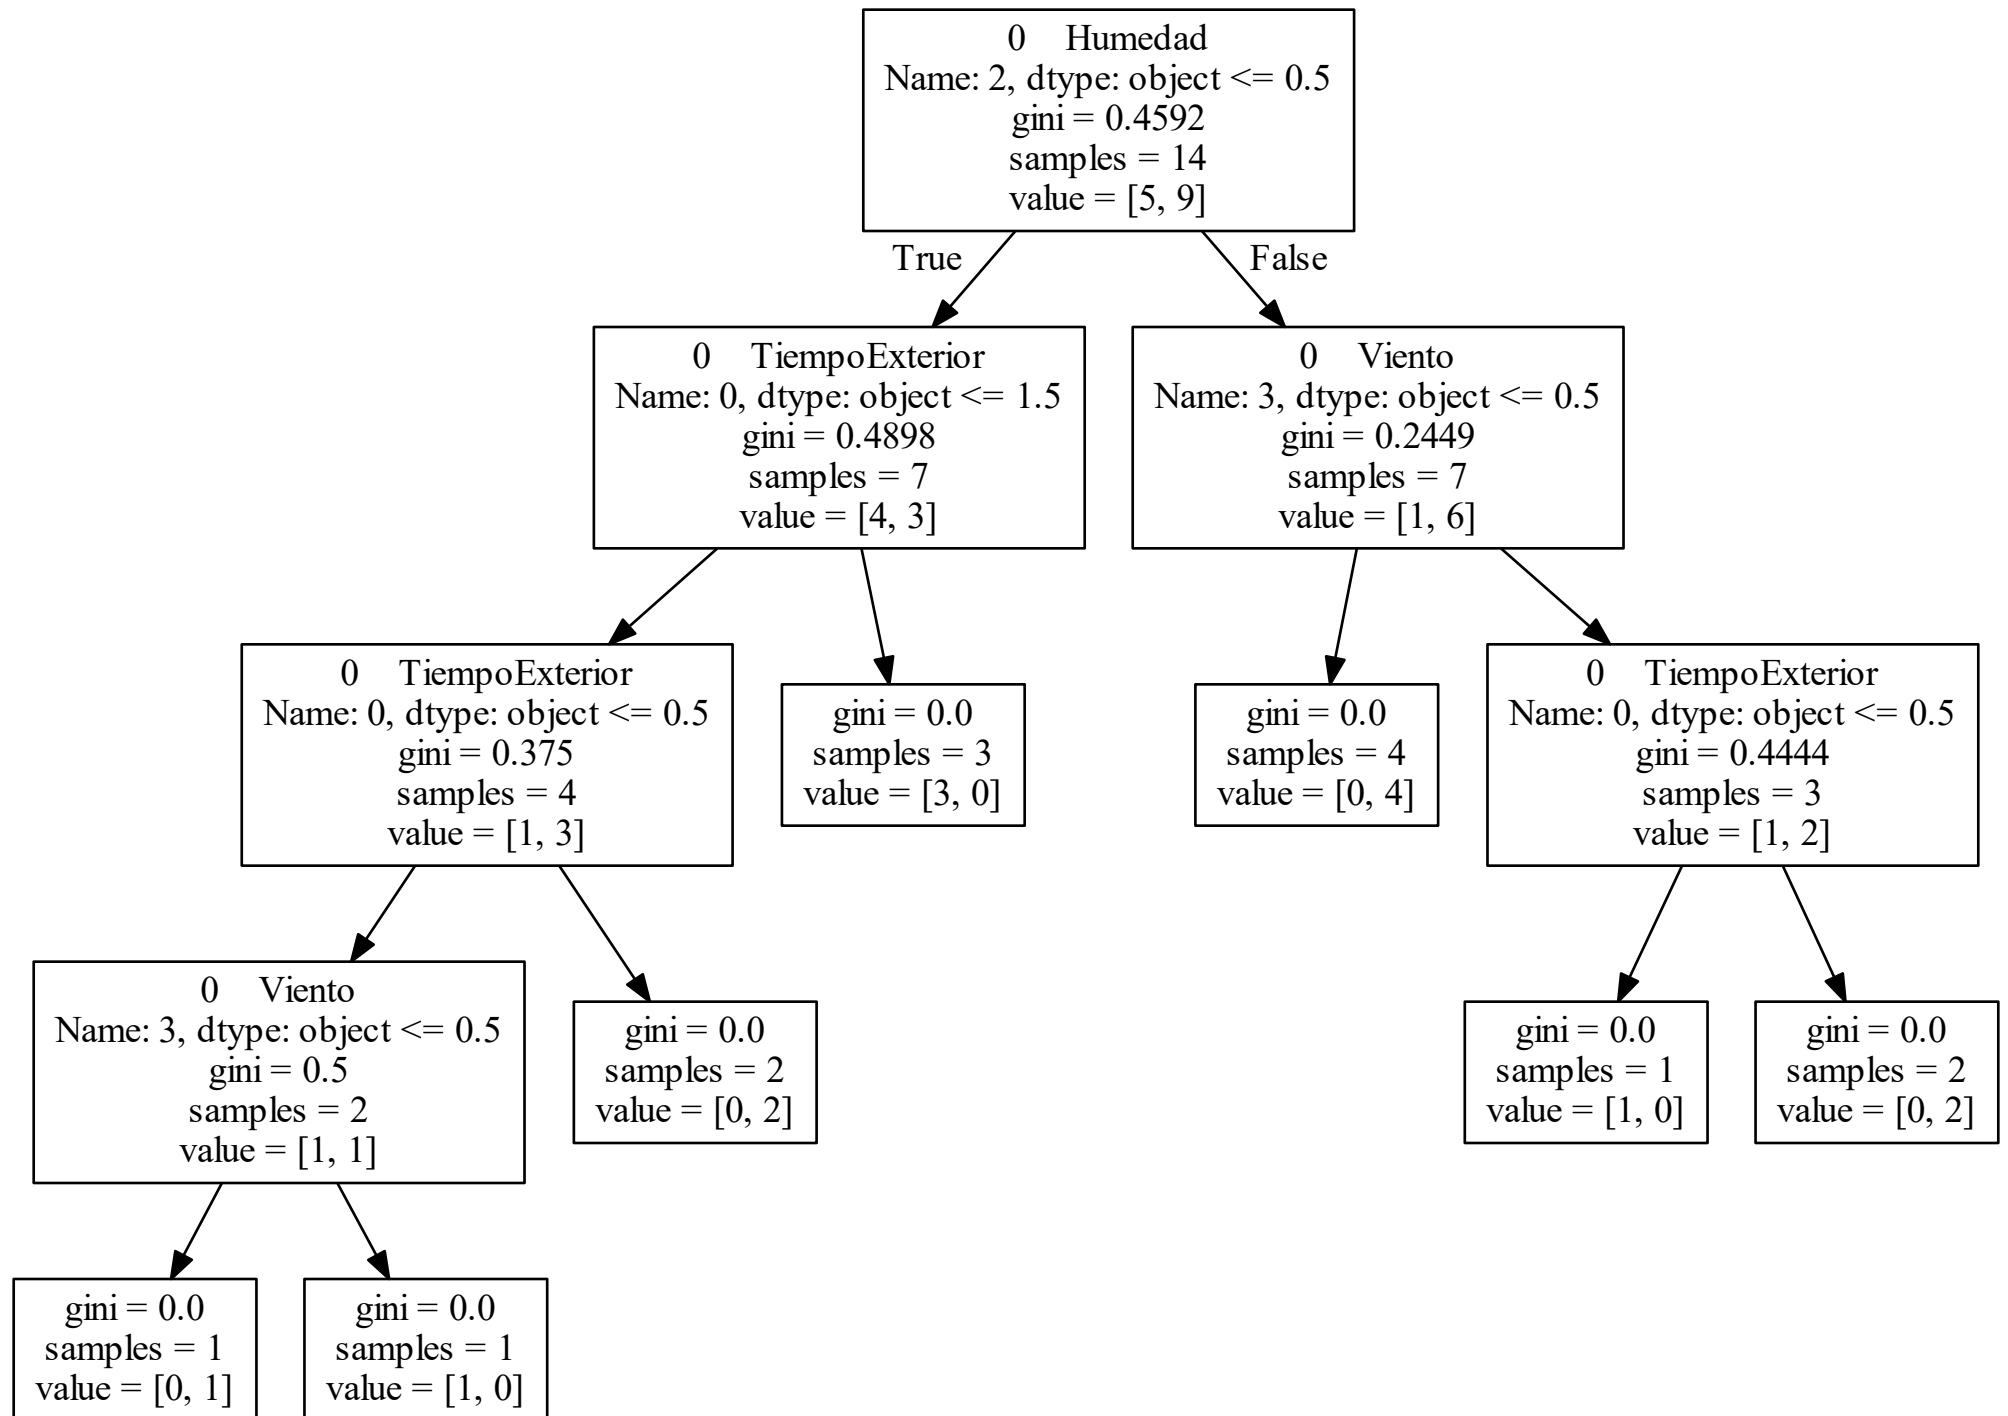 0 Humedad
Name: 2, dtype: object <= 0.5
gini = 0.4592
samples = 14
value = [5, 9]
True
False
0 TiempoExterior
Name: 0, dtype: object <= 1.5
gini = 0.4898
samples = 7
value = [4, 3]
0 Viento
Name: 3, dtype: object <= 0.5
gini = 0.2449
samples = 7
value = [1, 6]
0 TiempoExterior
Name: 0, dtype: object <= 0.5
gini = 0.375
samples = 4
value = [1, 3]
gini = 0.0
samples = 3
value = [3, 0]
gini = 0.0
samples = 4
value = [0, 4]
0 TiempoExterior
Name: 0, dtype: object <= 0.5
gini = 0.4444
samples = 3
value = [1, 2]
0 Viento
Name: 3, dtype: object <= 0.5
gini = 0.5
samples = 2
value = [1, 1]
gini = 0.0
samples = 2
value = [0, 2]
gini = 0.0
samples = 1
value = [1, 0]
gini = 0.0
samples = 2
value = [0, 2]
gini = 0.0
samples = 1
value = [0, 1]
gini = 0.0
samples = 1
value = [1, 0]